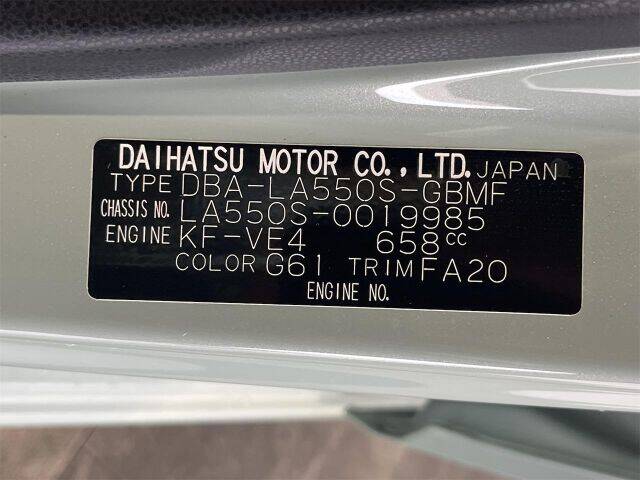 DAIHATSU MOTOR CO.,LTD. JAPAN
TYPE DBA-LA550S-GBMF
CHASSIS NO. LA550S-0019985
ENGINE KF-VE4 658cc
COLOR G61 TRIM FA20
ENGINE NO.